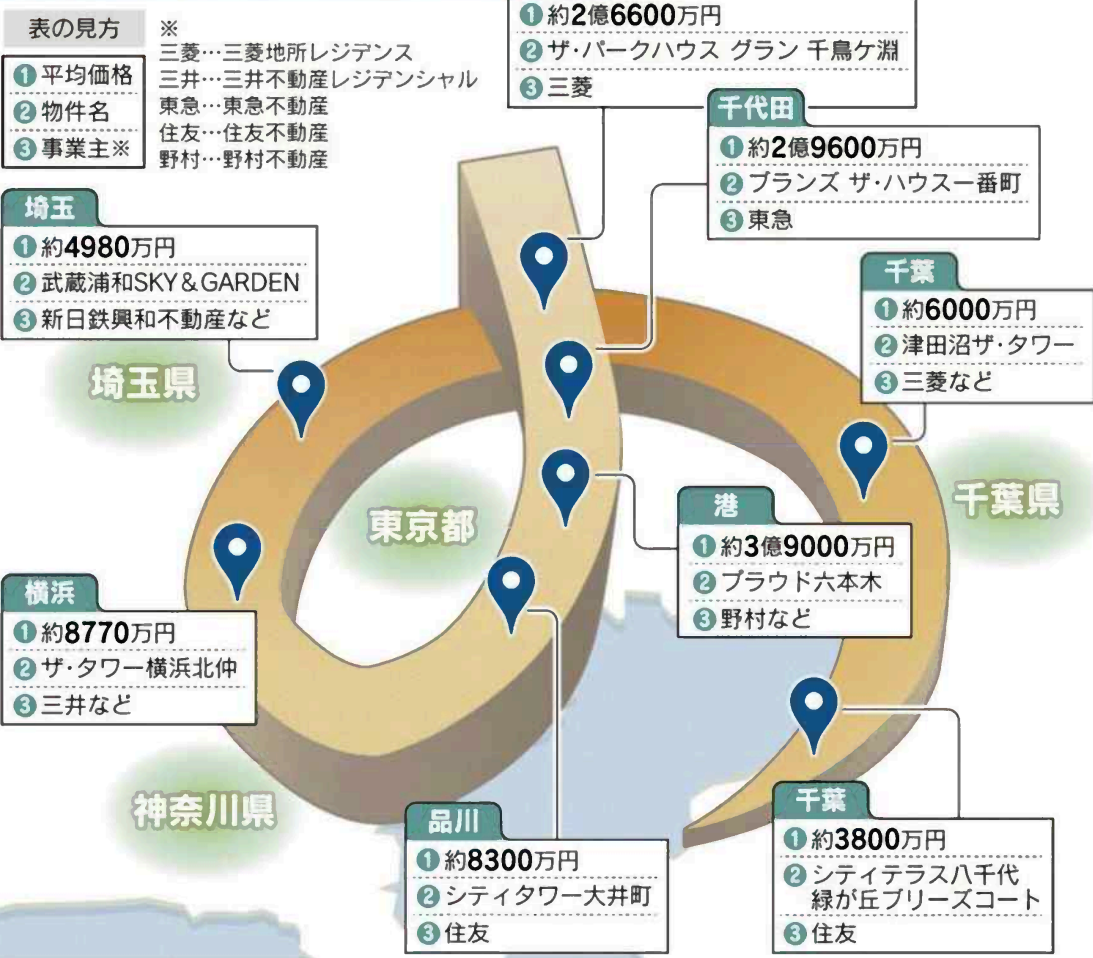 表の見方
①平均価格
②物件名
③事業主※
※
三菱…三菱地所レジデンス
三井…三井不動産レジデンシャル
東急…東急不動産
住友…住友不動産
野村…野村不動産
①約2億6600万円
②ザ・パークハウス グラン 千鳥ケ淵
③三菱
千代田
①約2億9600万円
②ブランズ ザ・ハウス一番町
③東急
埼玉
①約4980万円
②武蔵浦和SKY&GARDEN
③新日鉄興和不動産など
千葉
①約6000万円
②津田沼ザ・タワー
③三菱など
埼玉県
東京都
千葉県
港
①約3億9000万円
②プラウド六本木
③野村など
横浜
①約8770万円
②ザ・タワー横浜北仲
③三井など
神奈川県
品川
①約8300万円
②シティタワー大井町
③住友
千葉
①約3800万円
②シティテラス八千代
緑が丘ブリーズコート
③住友